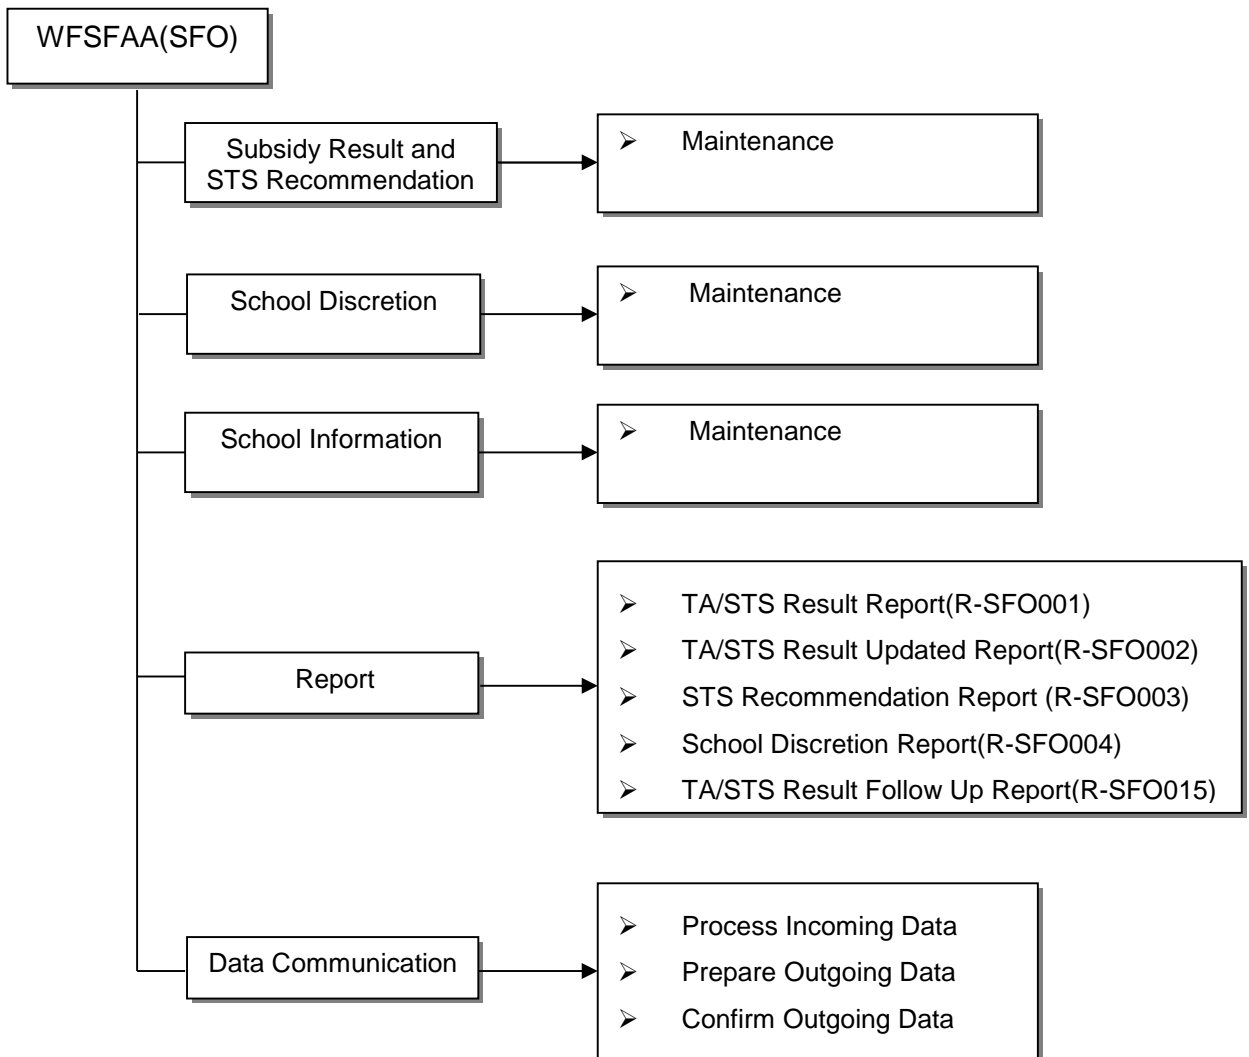 WFSFAA(SFO)
Subsidy Result and
STS Recommendation
➢ Maintenance
School Discretion
➢ Maintenance
School Information
➢ Maintenance
Report
➢ TA/STS Result Report(R-SFO001)
➢ TA/STS Result Updated Report(R-SFO002)
➢ STS Recommendation Report (R-SFO003)
➢ School Discretion Report(R-SFO004)
➢ TA/STS Result Follow Up Report(R-SFO015)
Data Communication
➢ Process Incoming Data
➢ Prepare Outgoing Data
➢ Confirm Outgoing Data